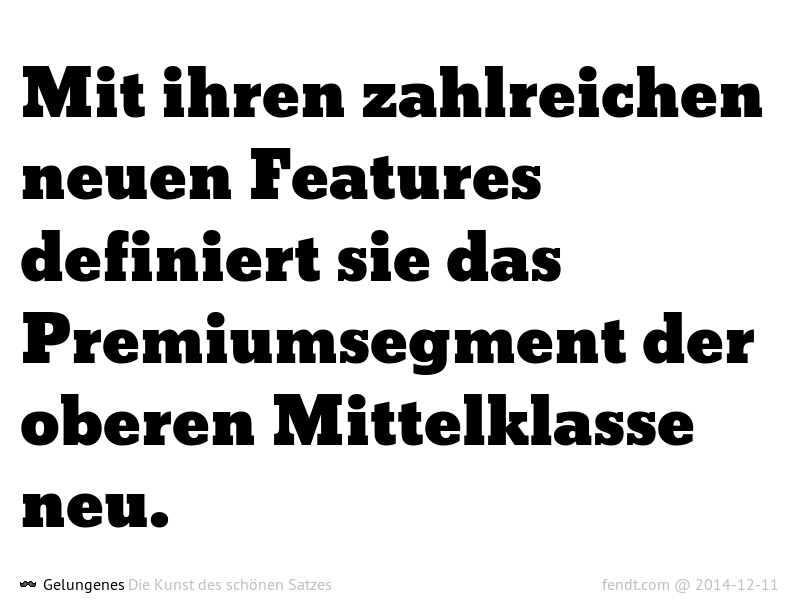 Mit ihren zahlreichen
neuen Features
definiert sie das
Premiumsegment der
oberen Mittelklasse
neu.
Gelungenes Die Kunst des schönen Satzes
fendt.com @ 2014-12-11